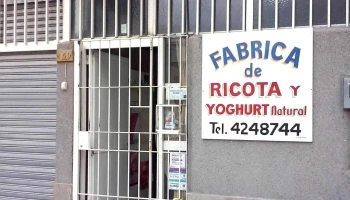 FABRICA
de
RICOTA Y
YOGHURT natural
Tel. 4248744